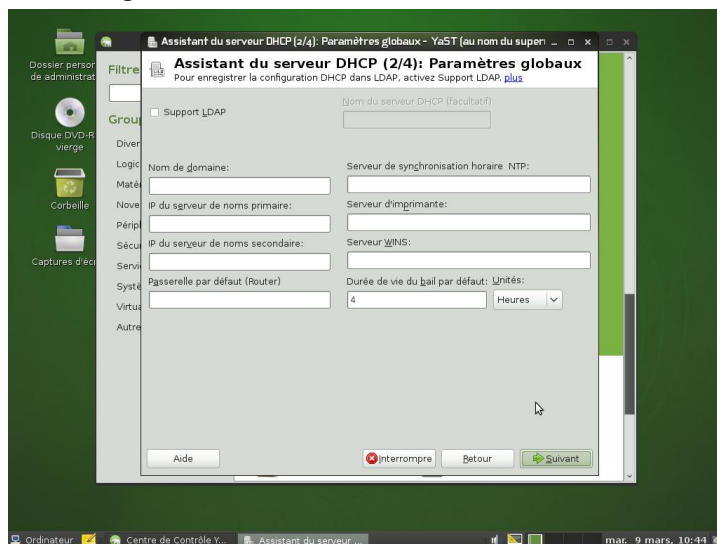 Assistant du serveur DHCP (2/4): Paramètres globaux - YaST (au nom du super
Dossier person
de administrat
Disque DVD-R
vierge
Corbeille
Captures d'écr
Filtre
Group
Diver
Logic
Maté
Nove
Périph
Sécu
Servi
Systè
Virtua
Autre
Assistant du serveur DHCP (2/4): Paramètres globaux
Pour enregistrer la configuration DHCP dans LDAP, activez Support LDAP. plus
Support LDAP
Nom du serveur DHCP (facultatif)
Nom de domaine:
Serveur de synchronisation horaire NTP:
IP du serveur de noms primaire:
Serveur d'imprimante:
IP du serveur de noms secondaire:
Serveur WINS:
Passerelle par défaut (Router)
Durée de vie du bail par défaut:
Unités:
4
Heures
Aide
Interrompre
Retour
Suivant
Ordinateur
Centre de Contrôle Y...
Assistant du serveur ...
mar. 9 mars, 10:44